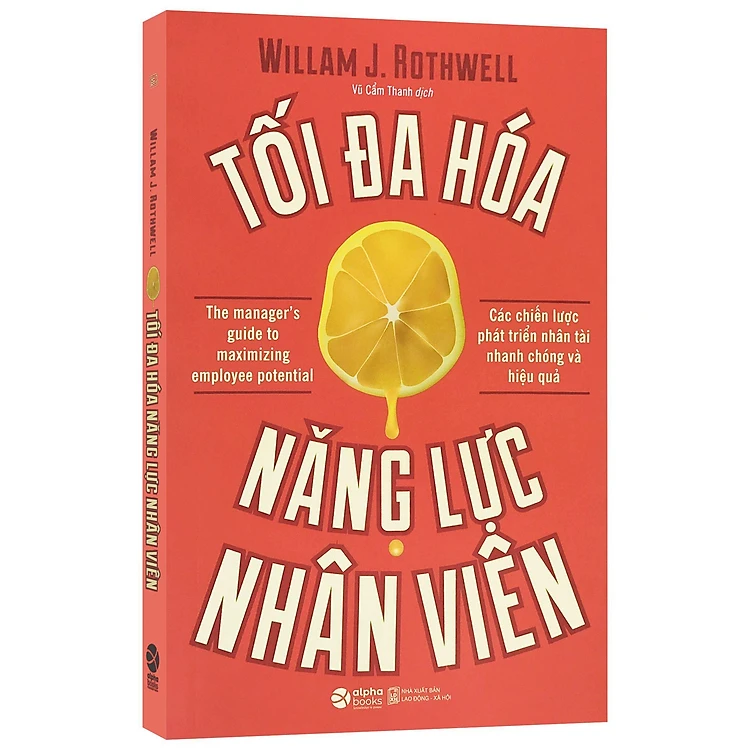 WILLAM J. ROTHWELL
Vũ Cẩm Thanh dịch
TỐI ĐA HÓA
The manager's
guide to
maximizing
employee potential
Các chiến lược
phát triển nhân tài
nhanh chóng và
hiệu quả
NĂNG LỰC
NHÂN VIÊN
alpha
books
NHÀ XUẤT BẢN
LAO ĐỘNG - XÃ HỘI
WILLAM J. ROTHWELL
TỐI ĐA HÓA NĂNG LỰC NHÂN VIÊN
alpha
books